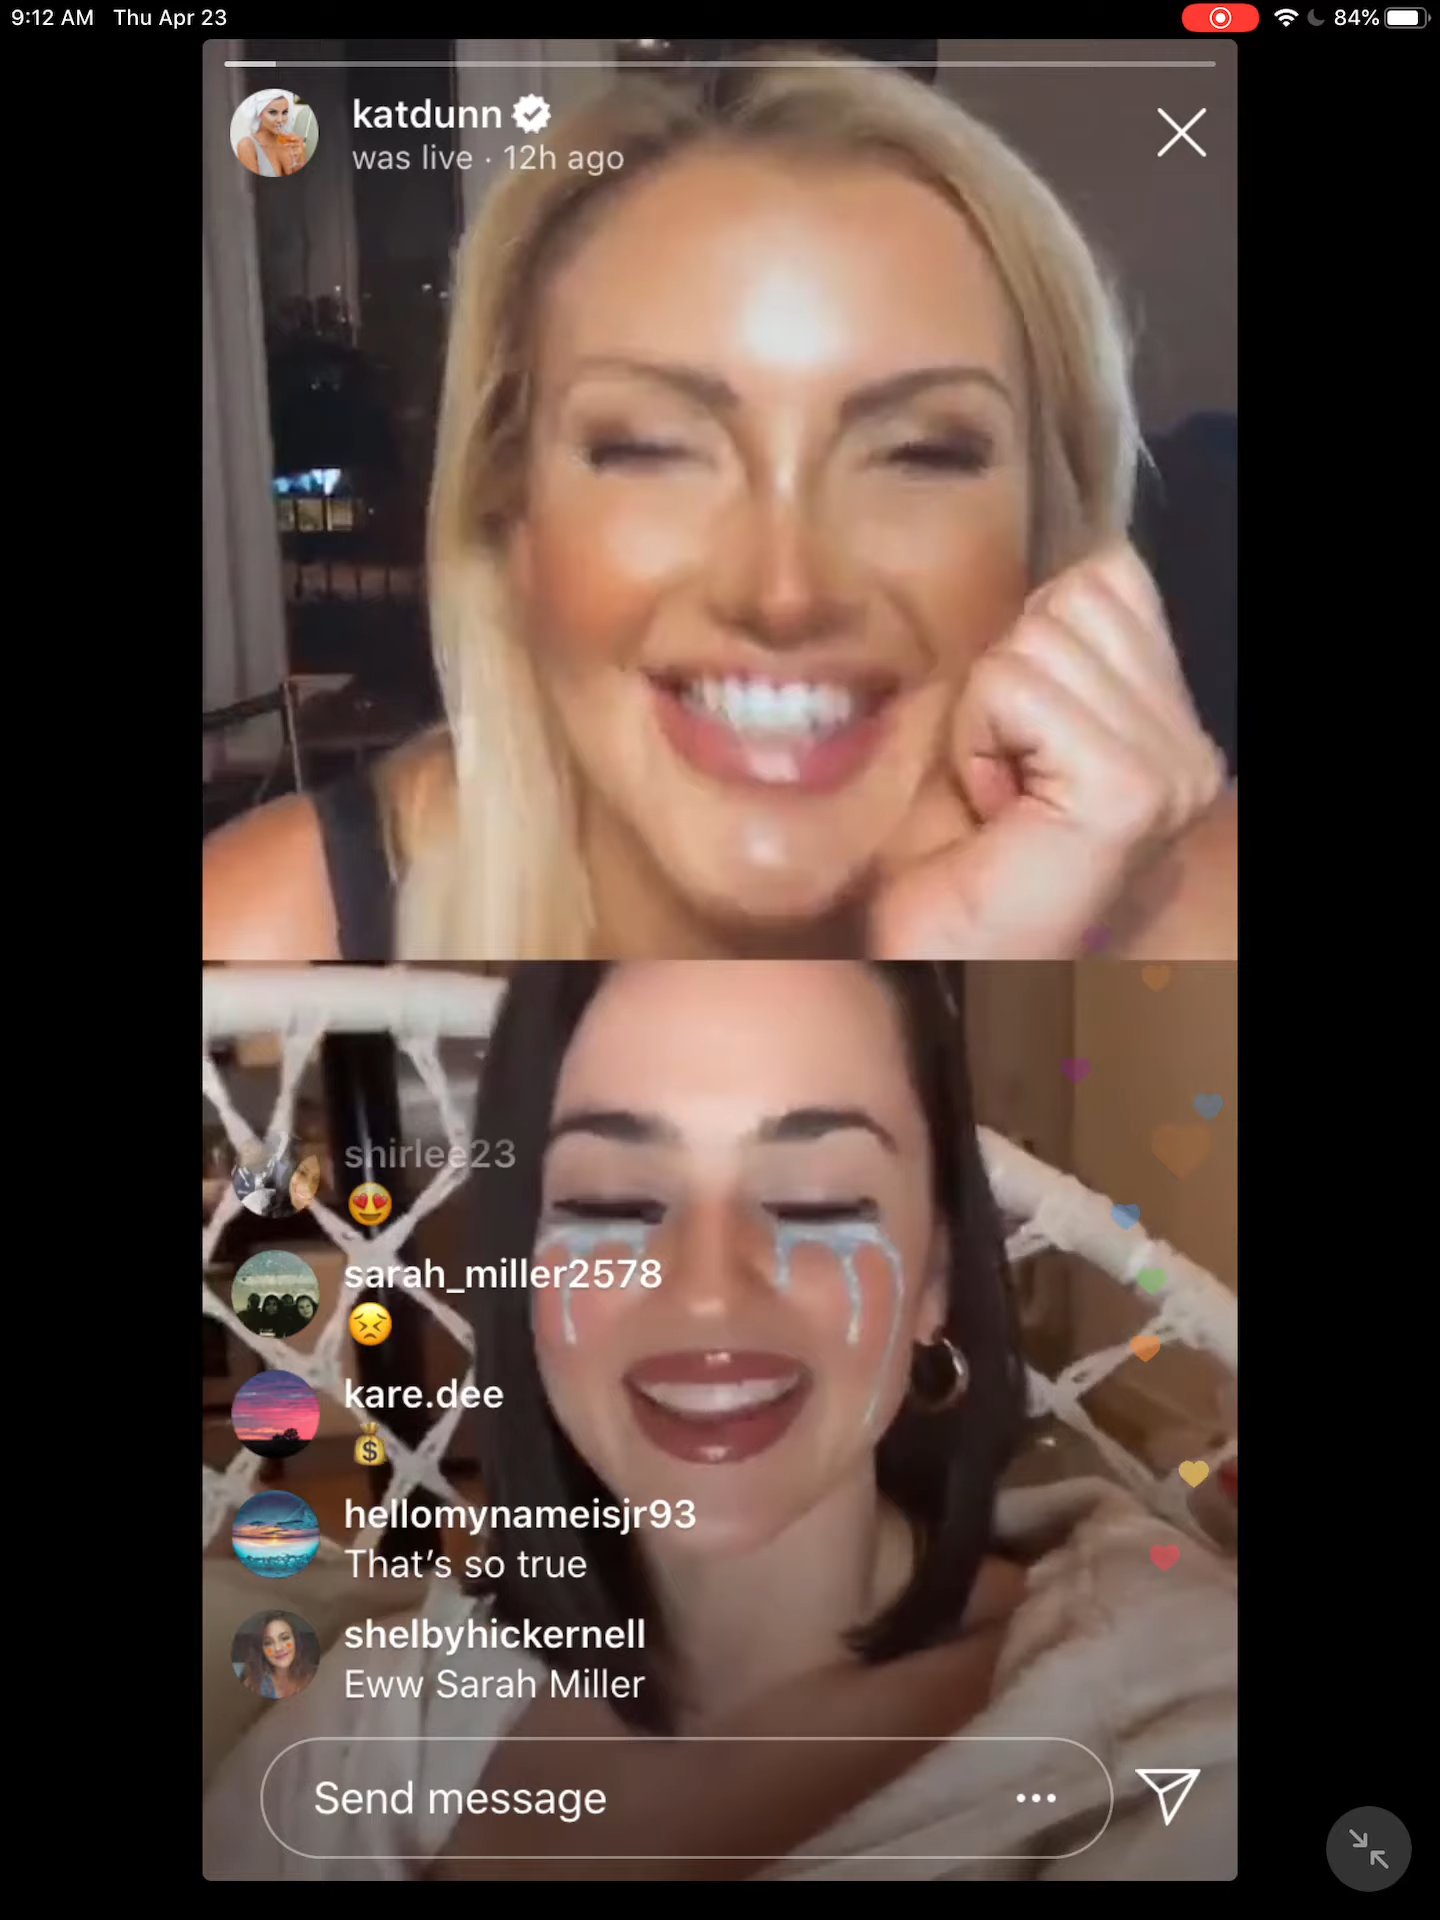 9:12 AM Thu Apr 23
84%
katdunn
was live · 12h ago
shirlee23
😍
sarah_miller2578
😣
kare.dee
💰
hellomynameisjr93
That’s so true
shelbyhickernell
Eww Sarah Miller
Send message